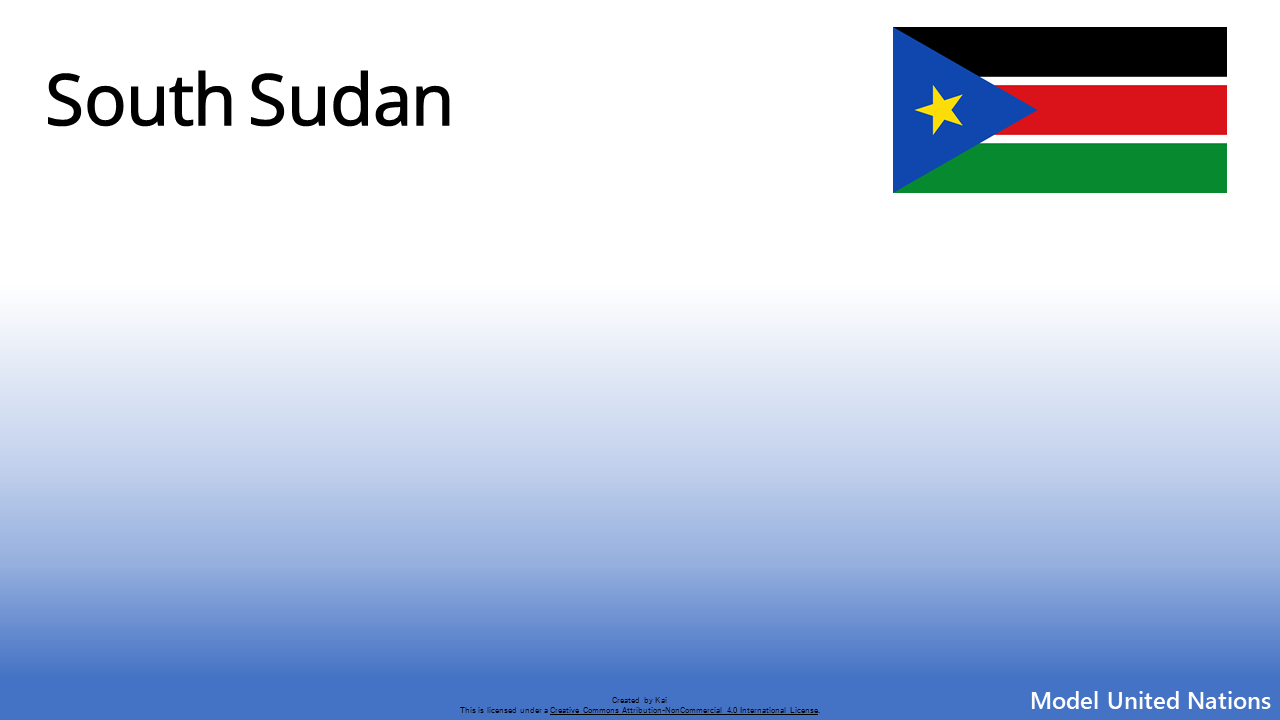 South Sudan
Created by Kai
This is licensed under a Creative Commons Attribution-NonCommercial 4.0 International License.
Model United Nations